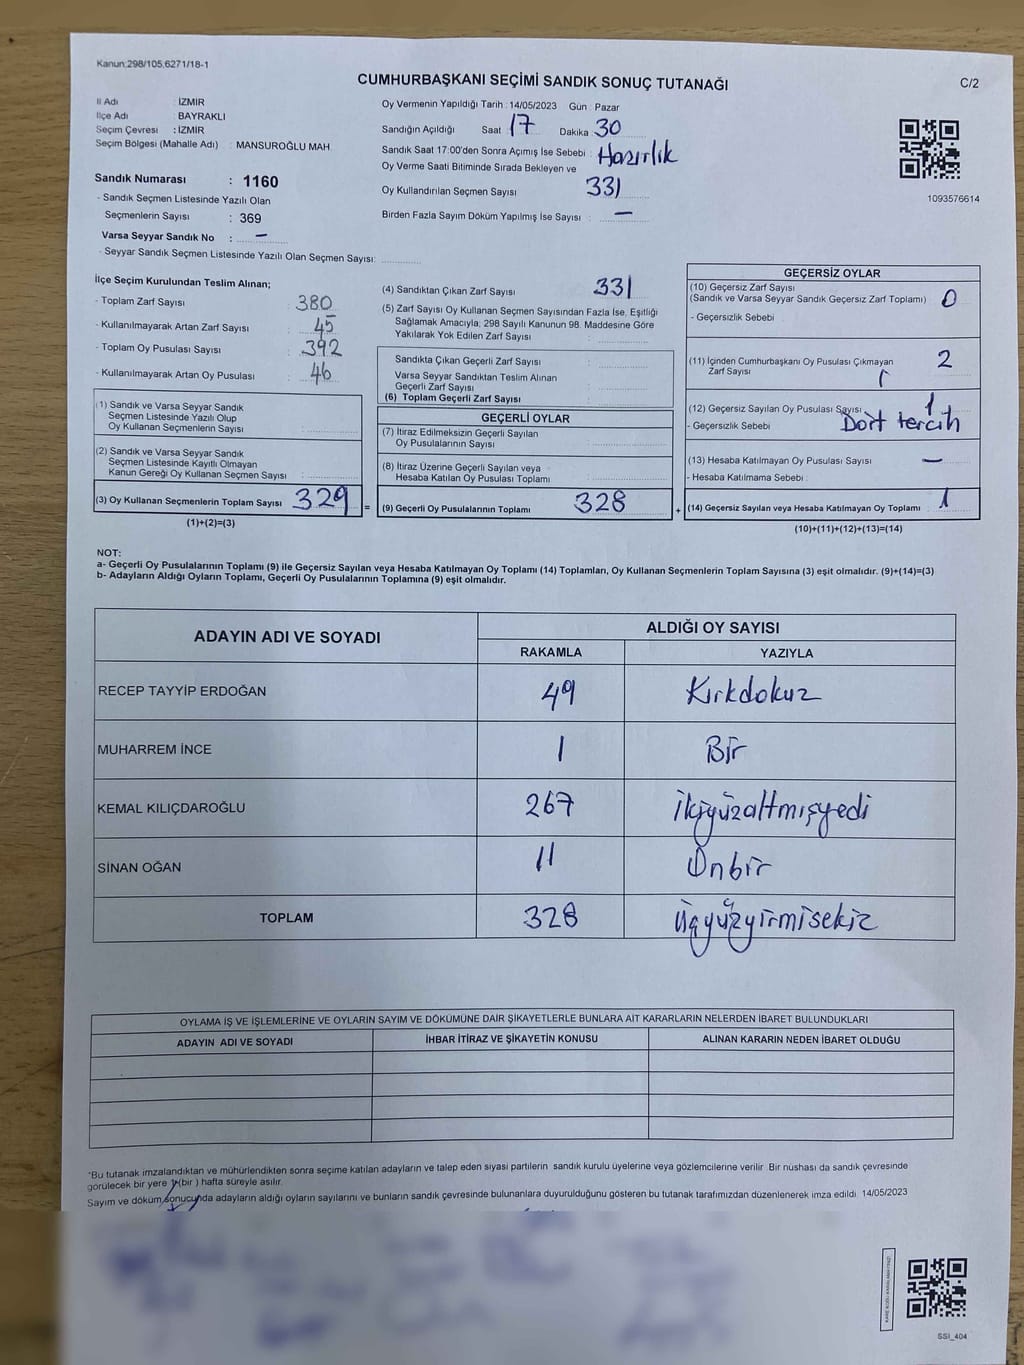 Kanun:298/105,6271/18-1
CUMHURBAŞKANI SEÇİMİ SANDIK SONUÇ TUTANAĞI
C/2
İl Adı : İZMİR
İlçe Adı : BAYRAKLI
Seçim Çevresi : İZMİR
Seçim Bölgesi (Mahalle Adı) : MANSUROĞLU MAH.
Sandık Numarası : 1160
- Sandık Seçmen Listesinde Yazılı Olan
Seçmenlerin Sayısı : 369
Varsa Seyyar Sandık No : –
- Seyyar Sandık Seçmen Listesinde Yazılı Olan Seçmen Sayısı:
Oy Vermenin Yapıldığı Tarih : 14/05/2023 Gün : Pazar
Sandığın Açıldığı Saat 17 Dakika 30
Sandık Saat 17:00'den Sonra Açımış İse Sebebi : Hazırlık
Oy Verme Saati Bitiminde Sırada Bekleyen ve
Oy Kullandırılan Seçmen Sayısı 331
Birden Fazla Sayım Döküm Yapılmış İse Sayısı : –
1093576614
İlçe Seçim Kurulundan Teslim Alınan;
- Toplam Zarf Sayısı : 380
- Kullanılmayarak Artan Zarf Sayısı : 45
- Toplam Oy Pusulası Sayısı : 392
- Kullanılmayarak Artan Oy Pusulası : 46
(1) Sandık ve Varsa Seyyar Sandık
Seçmen Listesinde Yazılı Olup
Oy Kullanan Seçmenlerin Sayısı :
(2) Sandık ve Varsa Seyyar Sandık
Seçmen Listesinde Kayıtlı Olmayan
Kanun Gereği Oy Kullanan Seçmen Sayısı :
(3) Oy Kullanan Seçmenlerin Toplam Sayısı 329 =
(1)+(2)=(3)
(4) Sandıktan Çıkan Zarf Sayısı 331
(5) Zarf Sayısı Oy Kullanan Seçmen Sayısından Fazla İse, Eşitliği
Sağlamak Amacıyla; 298 Sayılı Kanunun 98. Maddesine Göre
Yakılarak Yok Edilen Zarf Sayısı :
Sandıkta Çıkan Geçerli Zarf Sayısı :
Varsa Seyyar Sandıktan Teslim Alınan
Geçerli Zarf Sayısı :
(6) Toplam Geçerli Zarf Sayısı :
GEÇERLİ OYLAR
(7) İtiraz Edilmeksizin Geçerli Sayılan
Oy Pusulalarının Sayısı :
(8) İtiraz Üzerine Geçerli Sayılan veya
Hesaba Katılan Oy Pusulası Toplamı :
(9) Geçerli Oy Pusulalarının Toplamı 328 +
GEÇERSİZ OYLAR
(10) Geçersiz Zarf Sayısı
(Sandık ve Varsa Seyyar Sandık Geçersiz Zarf Toplamı) : 0
- Geçersizlik Sebebi
(11) İçinden Cumhurbaşkanı Oy Pusulası Çıkmayan 2
Zarf Sayısı
(12) Geçersiz Sayılan Oy Pusulası Sayısı : 1
- Geçersizlik Sebebi Dört tercih
(13) Hesaba Katılmayan Oy Pusulası Sayısı : –
- Hesaba Katılmama Sebebi :
(14) Geçersiz Sayılan veya Hesaba Katılmayan Oy Toplamı : 1
(10)+(11)+(12)+(13)=(14)
NOT:
a- Geçerli Oy Pusulalarının Toplamı (9) ile Geçersiz Sayılan veya Hesaba Katılmayan Oy Toplamı (14) Toplamları, Oy Kullanan Seçmenlerin Toplam Sayısına (3) eşit olmalıdır. (9)+(14)=(3)
b- Adayların Aldığı Oyların Toplamı, Geçerli Oy Pusulalarının Toplamına (9) eşit olmalıdır.
ADAYIN ADI VE SOYADI
ALDIĞI OY SAYISI
RAKAMLA YAZIYLA
RECEP TAYYİP ERDOĞAN 49 Kırkdokuz
MUHARREM İNCE 1 Bir
KEMAL KILIÇDAROĞLU 267 İkiyüzaltmışyedi
SİNAN OĞAN 11 Onbir
TOPLAM 328 Üçyüzyirmisekiz
OYLAMA İŞ VE İŞLEMLERİNE VE OYLARIN SAYIM VE DÖKÜMÜNE DAİR ŞİKAYETLERLE BUNLARA AİT KARARLARIN NELERDEN İBARET BULUNDUKLARI
ADAYIN ADI VE SOYADI İHBAR İTİRAZ VE ŞİKAYETİN KONUSU ALINAN KARARIN NEDEN İBARET OLDUĞU
*Bu tutanak imzalandıktan ve mühürlendikten sonra seçime katılan adayların ve talep eden siyasi partilerin sandık kurulu üyelerine veya gözlemcilerine verilir. Bir nüshası da sandık çevresinde
görülecek bir yere 1 (bir ) hafta süreyle asılır.
Sayım ve döküm sonucunda adayların aldığı oyların sayılarını ve bunların sandık çevresinde bulunanlara duyurulduğunu gösteren bu tutanak tarafımızdan düzenlenerek imza edildi. 14/05/2023
SSI_404